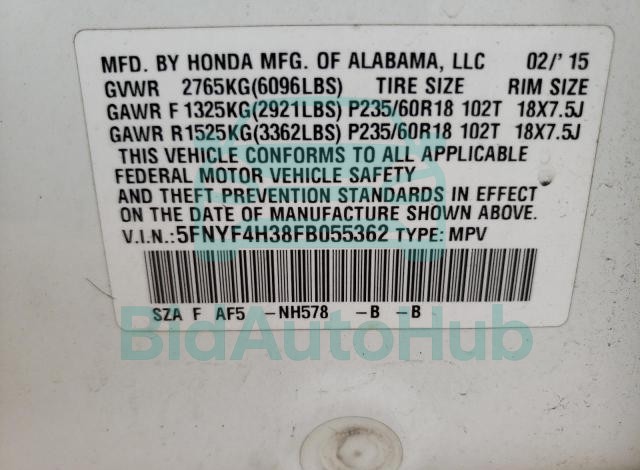 MFD. BY HONDA MFG. OF ALABAMA, LLC 02/' 15
GVWR 2765KG(6096LBS) TIRE SIZE RIM SIZE
GAWR F 1325KG(2921LBS) P235/60R18 102T 18X7.5J
GAWR R1525KG(3362LBS) P235/60R18 102T 18X7.5J
THIS VEHICLE CONFORMS TO ALL APPLICABLE
FEDERAL MOTOR VEHICLE SAFETY
AND THEFT PREVENTION STANDARDS IN EFFECT
ON THE DATE OF MANUFACTURE SHOWN ABOVE.
V.I.N.:5FNYF4H38FB055362 TYPE: MPV
SZA F AF5 -NH578 -B -B
BidAutoHub